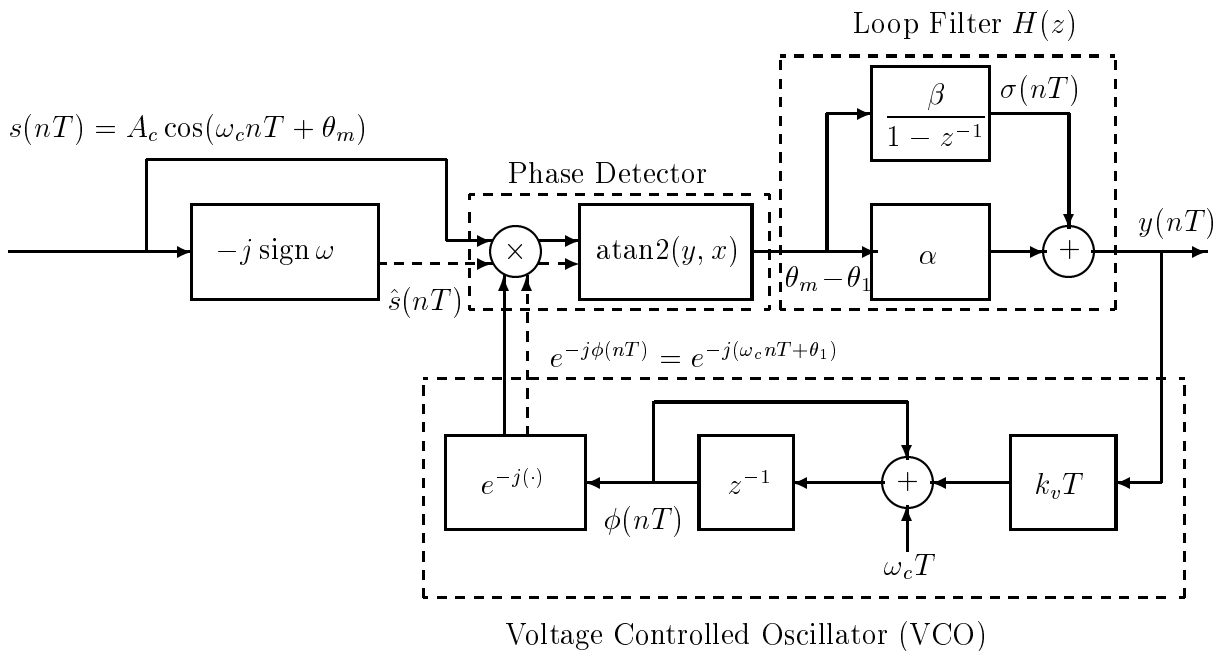 Loop Filter H(z)
β
1 − z⁻¹
σ(nT)
s(nT) = A_c cos(ω_c nT + θ_m)
Phase Detector
−j sign ω
×
atan2(y, x)
α
+
y(nT)
θ_m − θ_1
ŝ(nT)
e^{−jϕ(nT)} = e^{−j(ω_c nT + θ_1)}
e^{−j(·)}
z⁻¹
+
k_v T
ϕ(nT)
ω_c T
Voltage Controlled Oscillator (VCO)